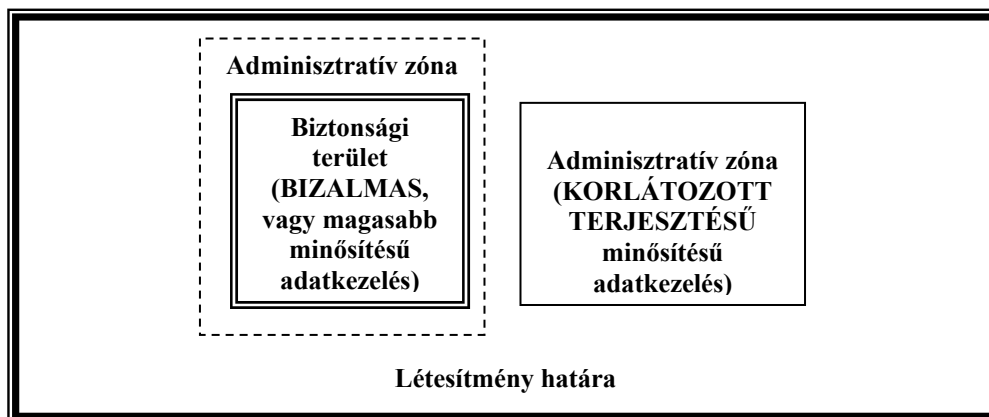 Adminisztratív zóna
Biztonsági
terület
(BIZALMAS,
vagy magasabb
minősítésű
adatkezelés)
Adminisztratív zóna
(KORLÁTOZOTT
TERJESZTÉSŰ
minősítésű
adatkezelés)
Létesítmény határa